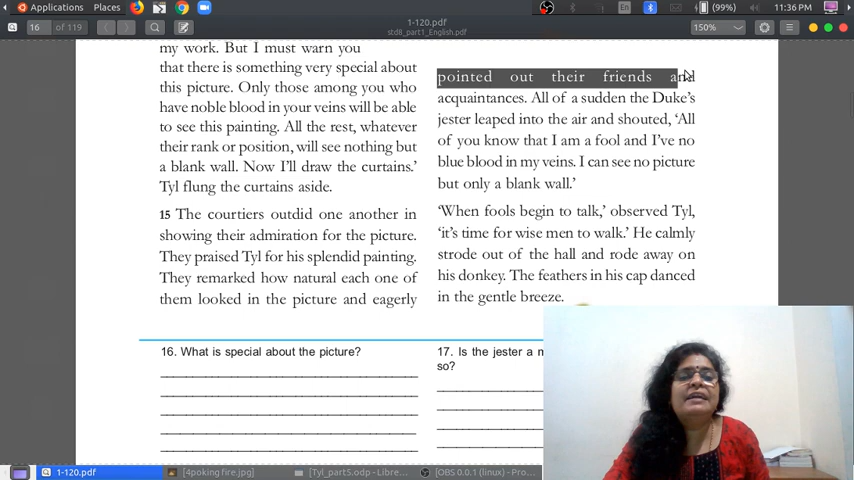 Applications Places En (99%) 11:36 PM
16 of 119 1-120.pdf 150%
std8_part1_English.pdf
my work. But I must warn you
that there is something very special about
this picture. Only those among you who
have noble blood in your veins will be able
to see this painting. All the rest, whatever
their rank or position, will see nothing but
a blank wall. Now I'll draw the curtains.'
Tyl flung the curtains aside.
15 The courtiers outdid one another in
showing their admiration for the picture.
They praised Tyl for his splendid painting.
They remarked how natural each one of
them looked in the picture and eagerly
pointed out their friends and
acquaintances. All of a sudden the Duke's
jester leaped into the air and shouted, 'All
of you know that I am a fool and I've no
blue blood in my veins. I can see no picture
but only a blank wall.'
'When fools begin to talk,' observed Tyl,
'it's time for wise men to walk.' He calmly
strode out of the hall and rode away on
his donkey. The feathers in his cap danced
in the gentle breeze.
16. What is special about the picture?
17. Is the jester a
so?
1-120.pdf [4poking fire.jpg] [Tyl_part5.odp - Libre... [OBS 0.0.1 (linux) - Pro...